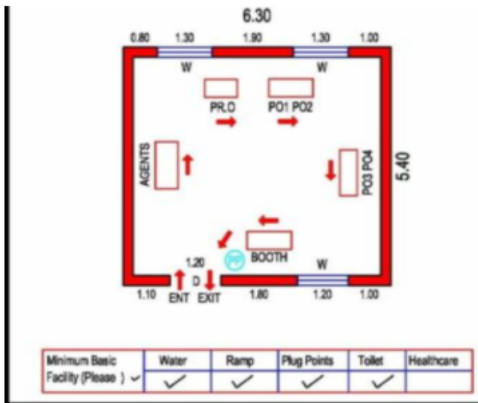 6.30
0.80 1.30 1.90 1.30 1.00
W W
PR.O PO1 PO2
AGENTS
PO3 PO4
5.40
1.20
PP
BOOTH
W
D
1.10 ENT EXIT 1.80 1.20 1.00
Minimum Basic Water Ramp Plug Points Toilet Healthcare
Facility (Please ) ✓ ✓ ✓ ✓ ✓